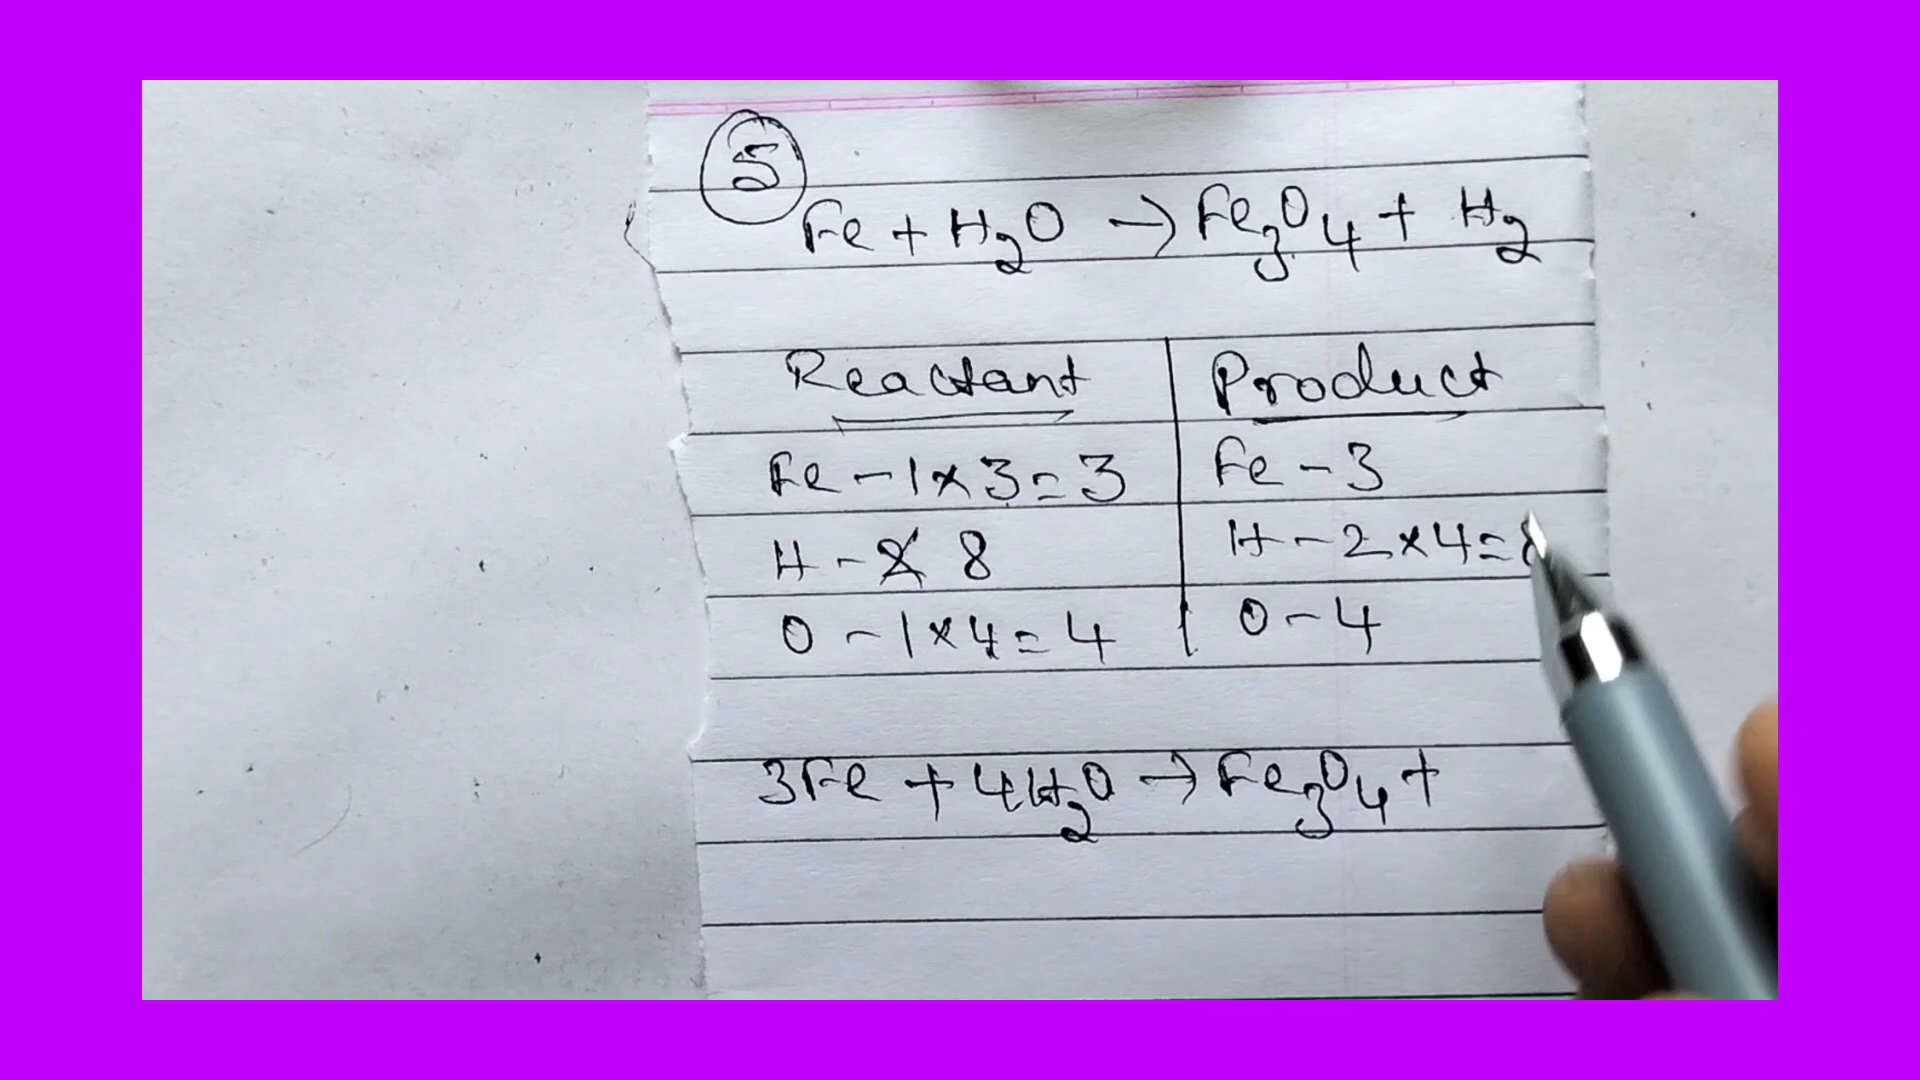 5
Fe + H2O → Fe3O4 + H2
Reactant Product
Fe - 1 × 3 = 3 Fe - 3
H - 2 8 H - 2 × 4 = 8
O - 1 × 4 = 4 O - 4
3Fe + 4H2O → Fe3O4 +